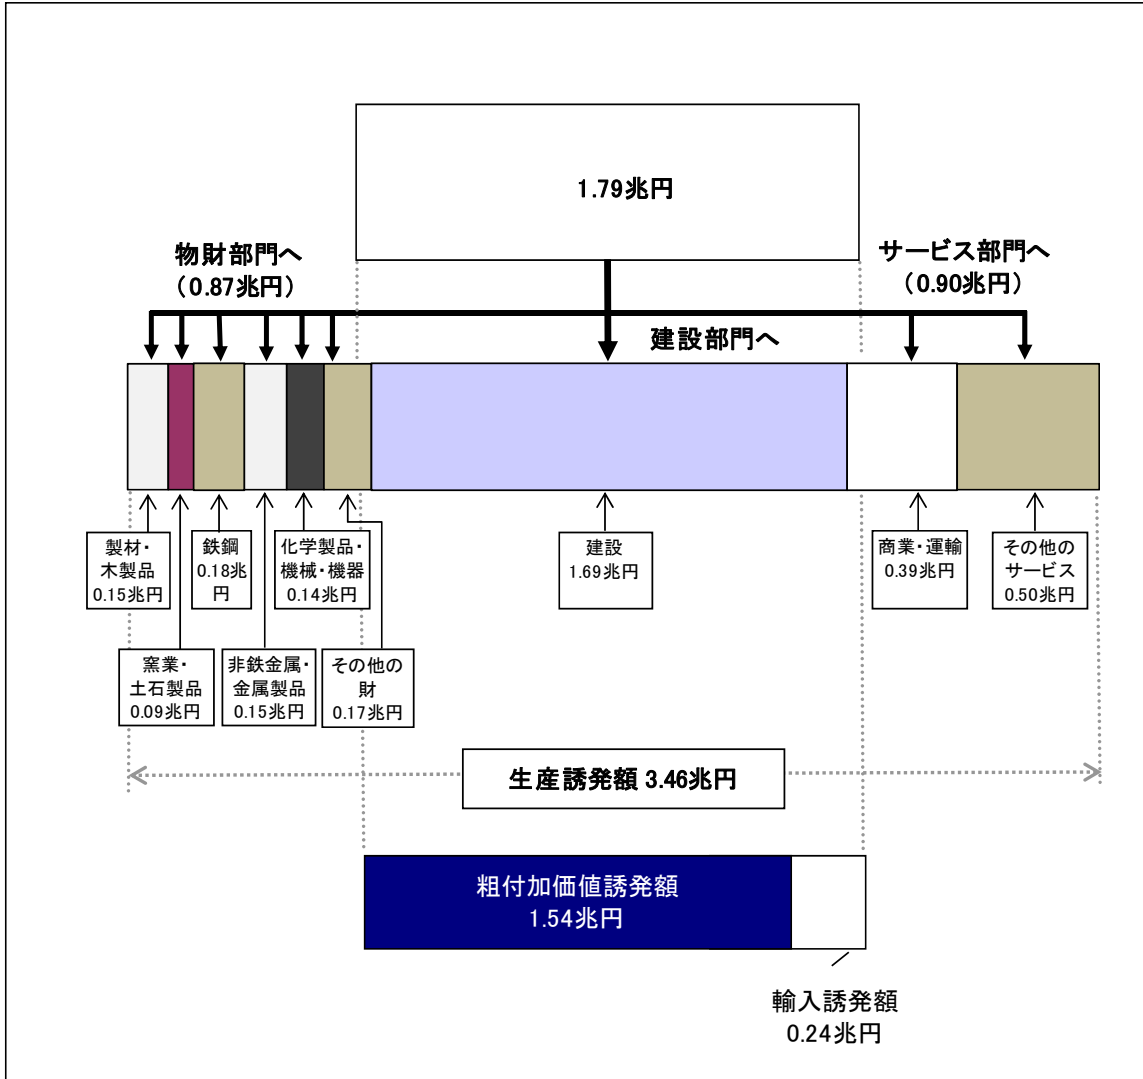 1.79兆円
物財部門へ
（0.87兆円）
サービス部門へ
（0.90兆円）
建設部門へ
製材・
木製品
0.15兆円
鉄鋼
0.18兆
円
化学製品・
機械・機器
0.14兆円
建設
1.69兆円
商業・運輸
0.39兆円
その他の
サービス
0.50兆円
窯業・
土石製品
0.09兆円
非鉄金属・
金属製品
0.15兆円
その他の
財
0.17兆円
生産誘発額 3.46兆円
粗付加価値誘発額
1.54兆円
輸入誘発額
0.24兆円